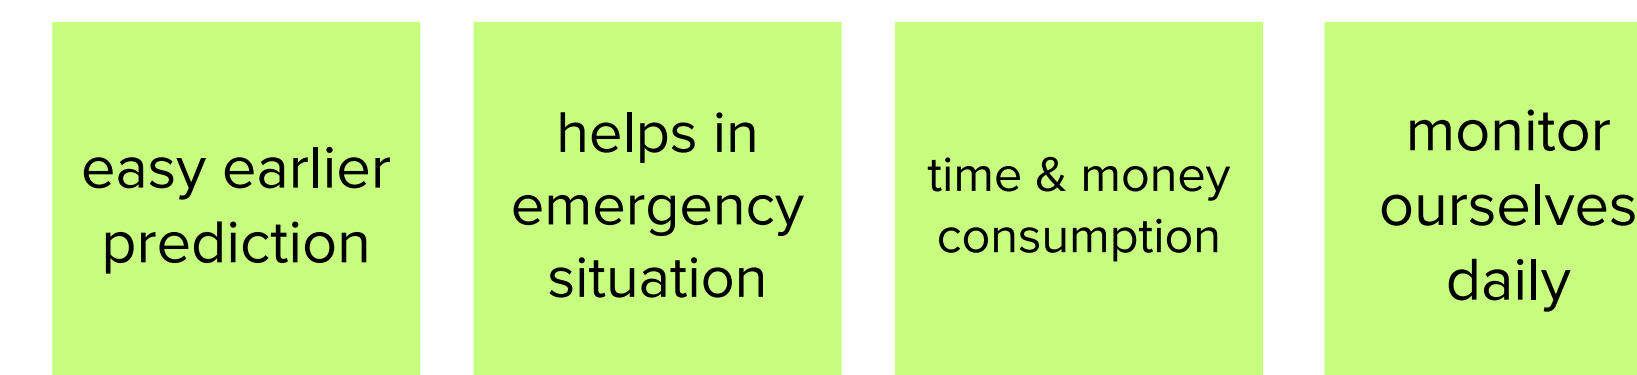 easy earlier
prediction
helps in
emergency
situation
time & money
consumption
monitor
ourselves
daily